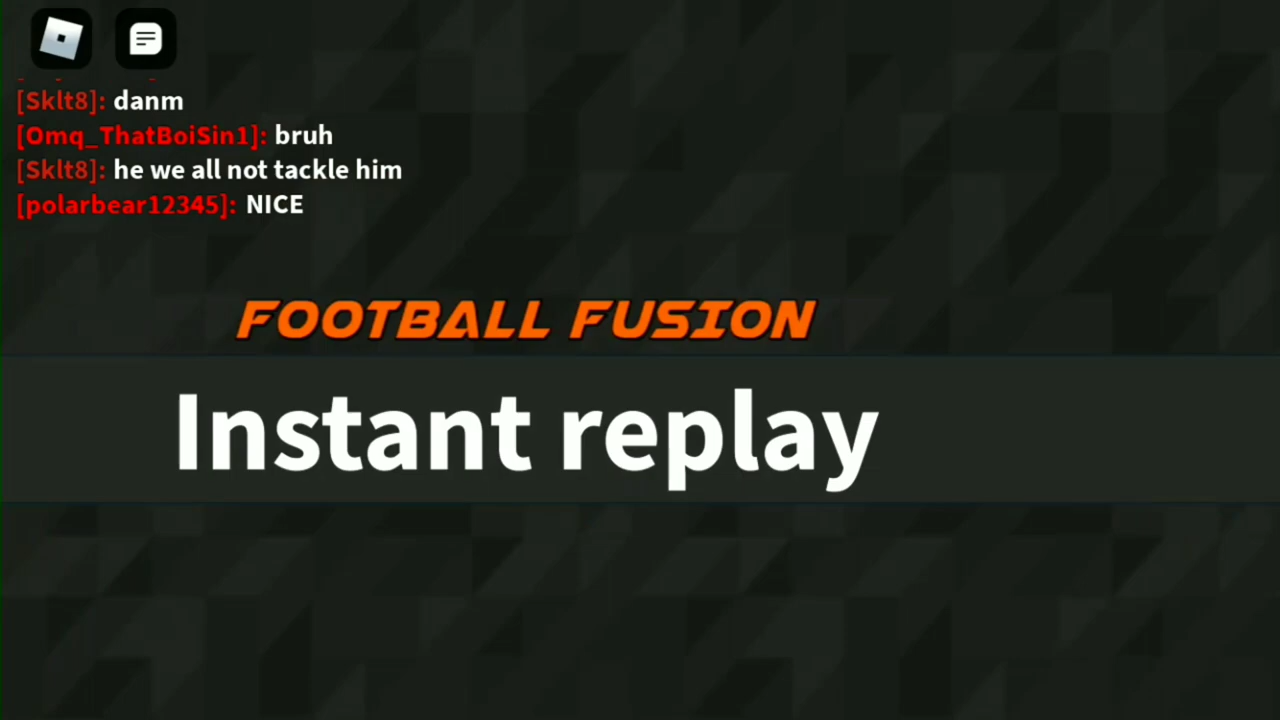 [Sklt8]: danm
[Omq_ThatBoiSin1]: bruh
[Sklt8]: he we all not tackle him
[polarbear12345]: NICE
FOOTBALL FUSION
Instant replay